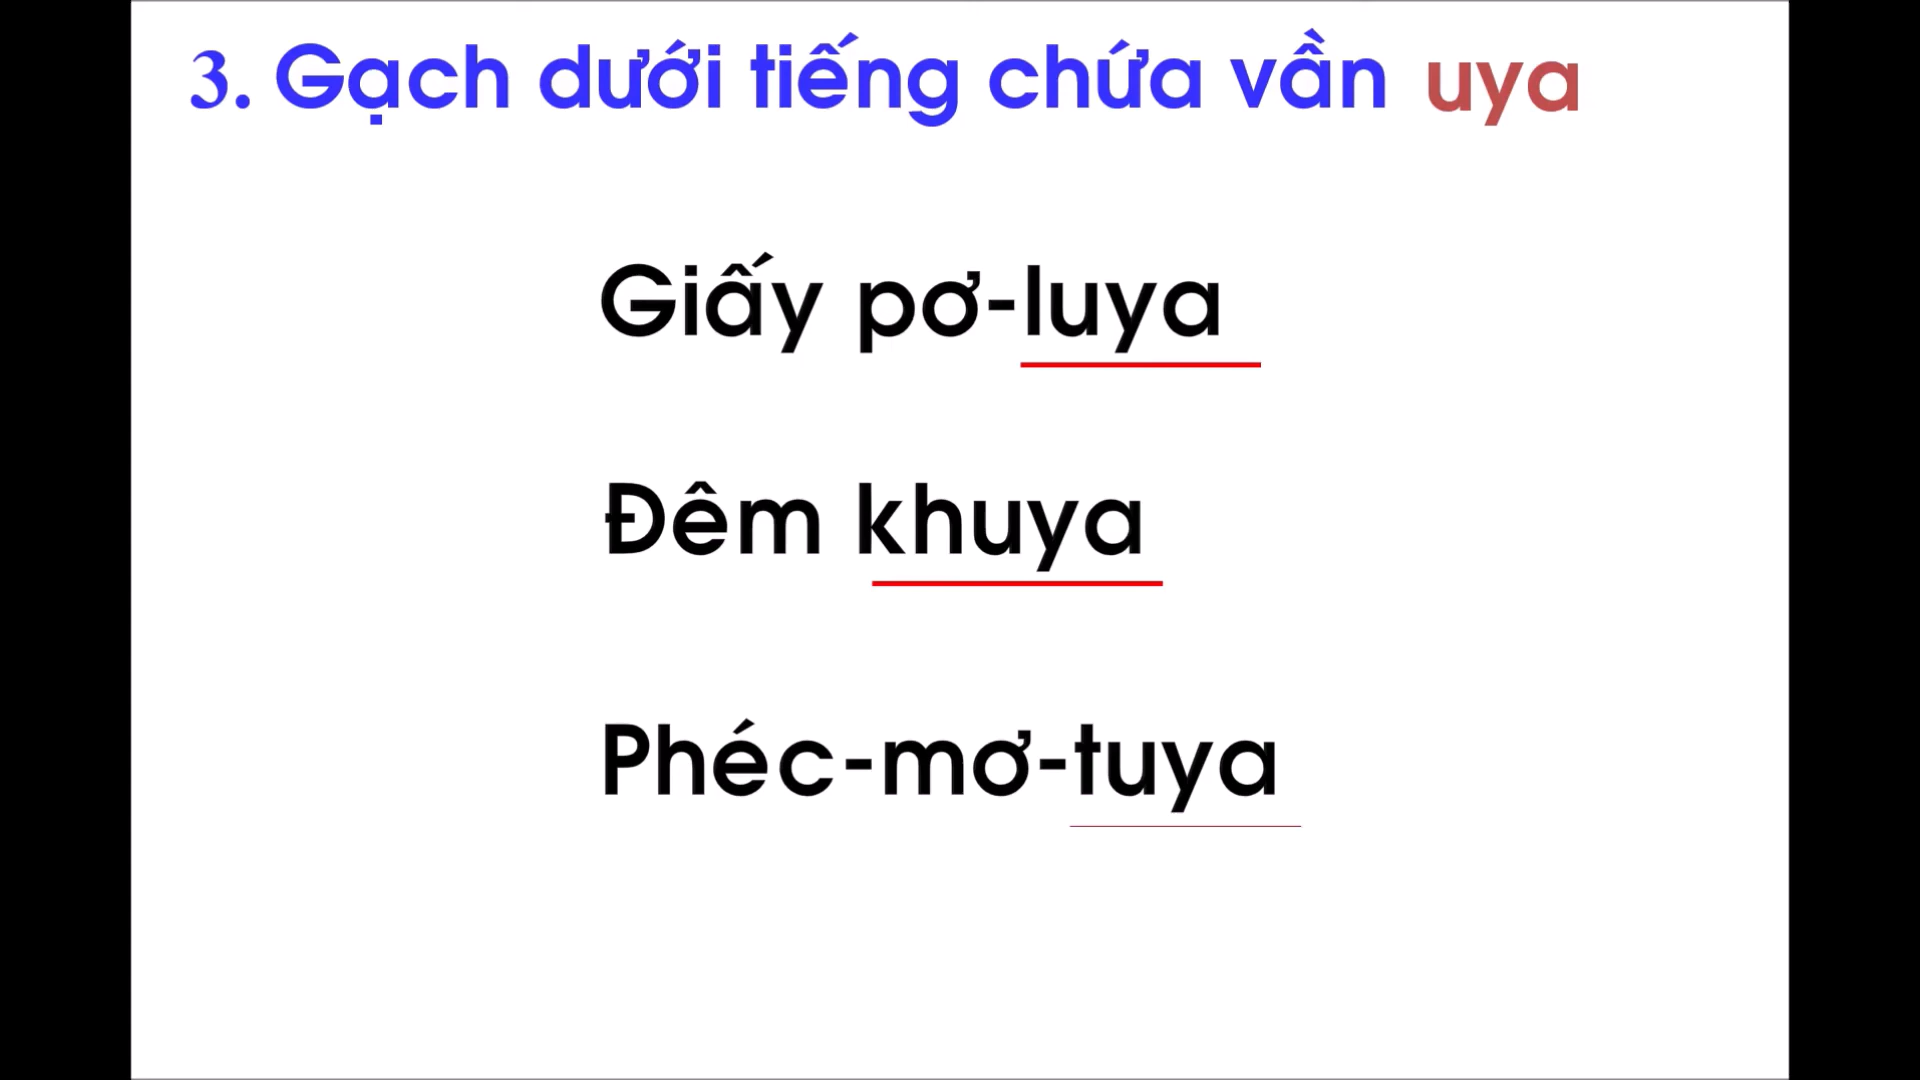 3. Gạch dưới tiếng chứa vần uya
Giấy pơ-luya
Đêm khuya
Phéc-mơ-tuya